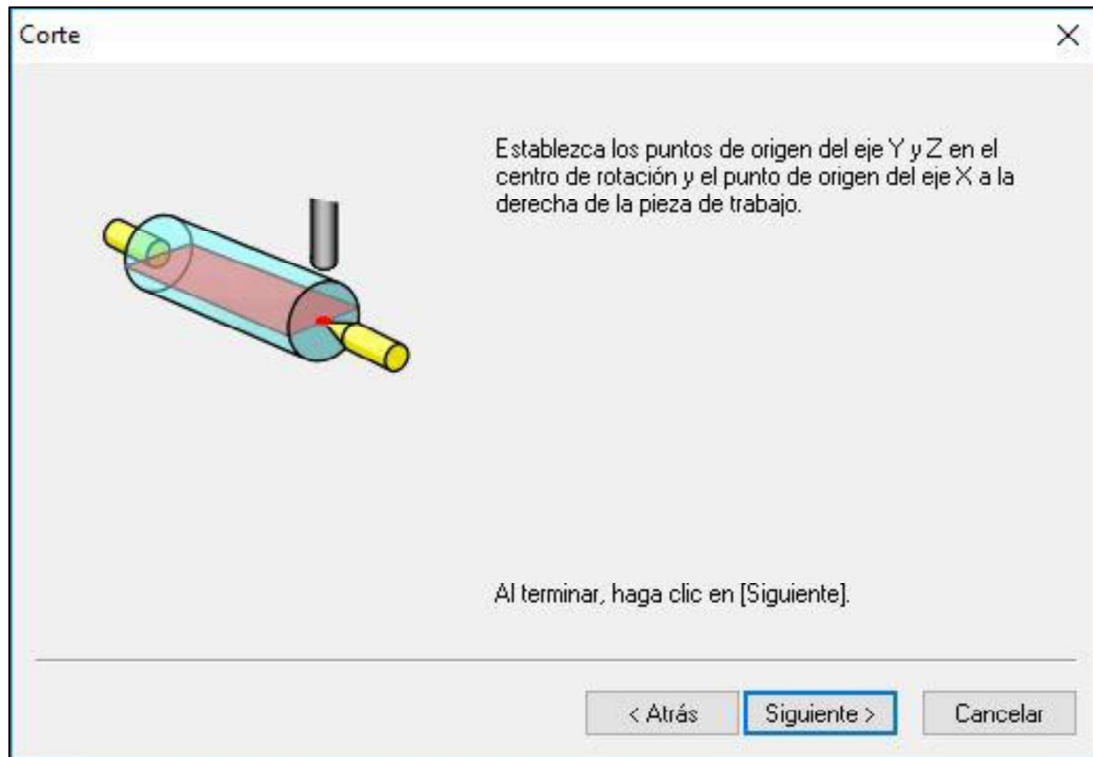 Corte
Establezca los puntos de origen del eje Y y Z en el
centro de rotación y el punto de origen del eje X a la
derecha de la pieza de trabajo.
Al terminar, haga clic en [Siguiente].
< Atrás
Siguiente >
Cancelar